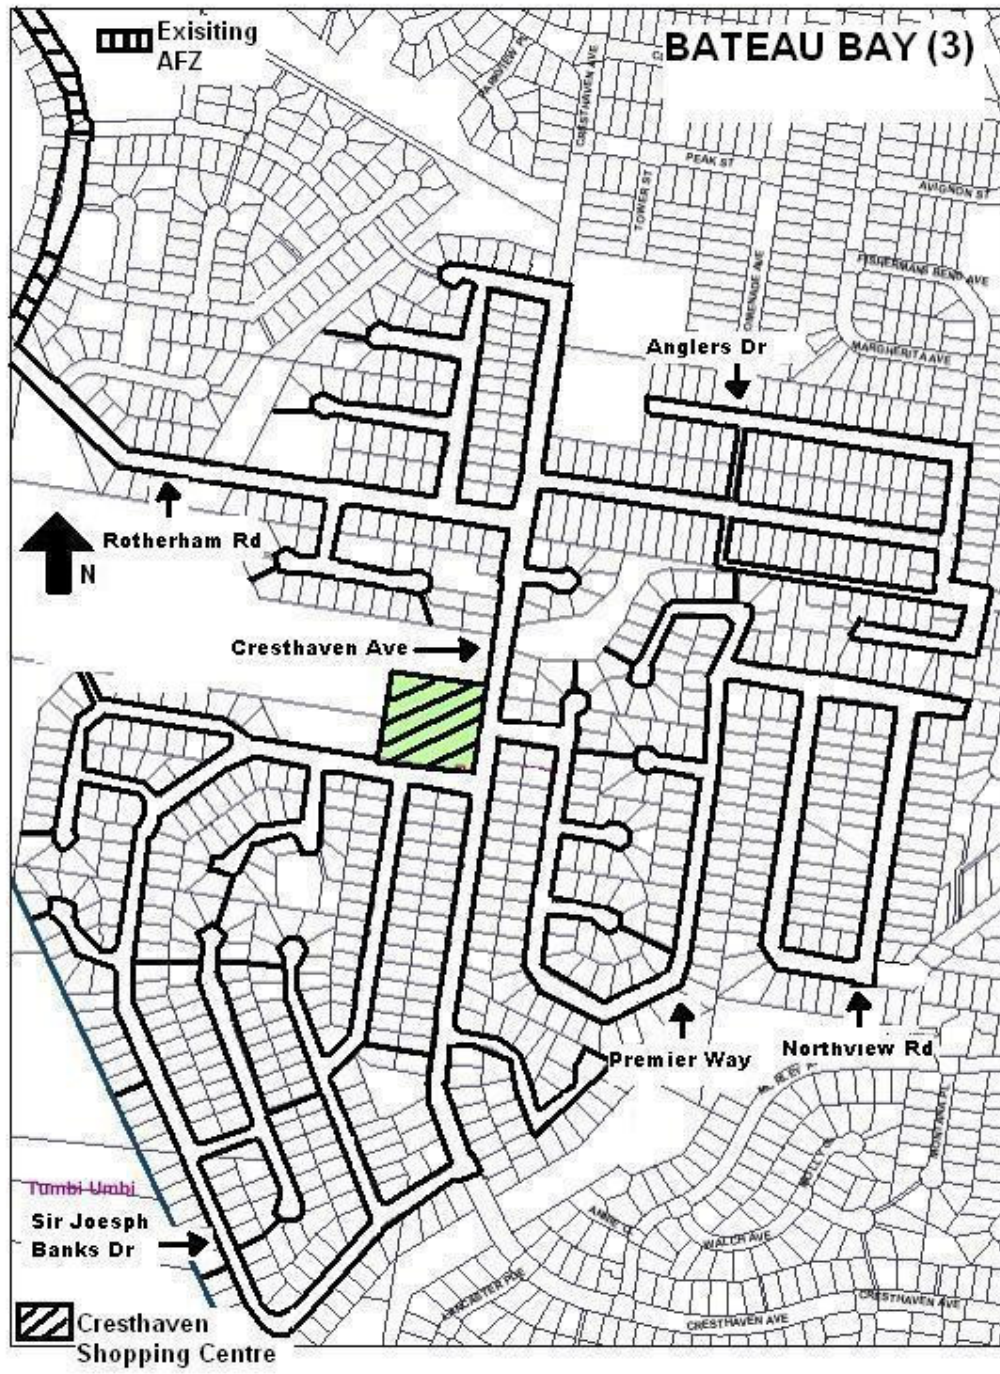 Exisiting
AFZ
BATEAU BAY (3)
CRESTHAVEN AVE
PEAK ST
TOWER ST
AVIGNON ST
FISHERMANS BEND AVE
MARGHERITA AVE
Anglers Dr
Rotherham Rd
N
Cresthaven Ave
Premier Way
Northview Rd
Tumbi Umbi
Sir Joesph
Banks Dr
WALCH AVE
CRESTHAVEN AVE
CRESTHAVEN AVE
Cresthaven
Shopping Centre